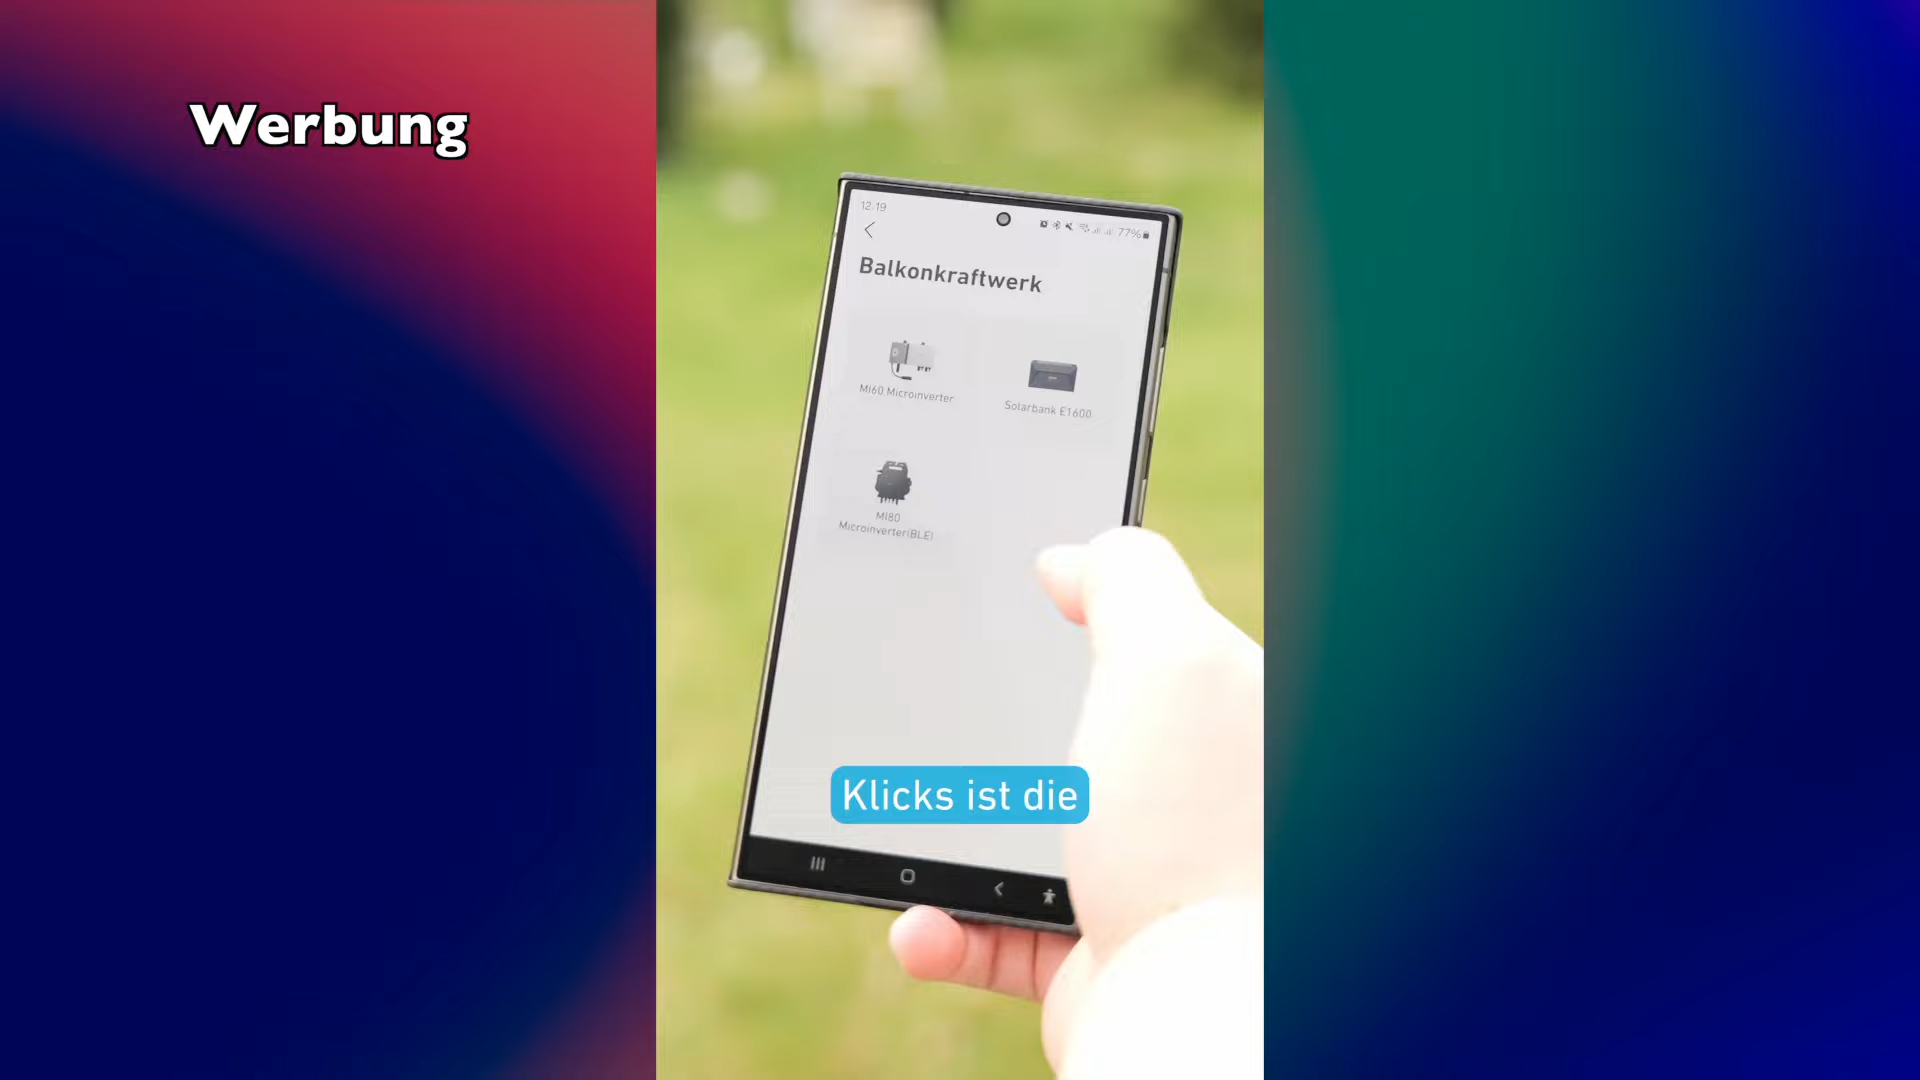 Werbung
12:19
77%
Balkonkraftwerk
MI60 Microinverter
Solarbank E1600
MI80
Microinverter(BLE)
Klicks ist die